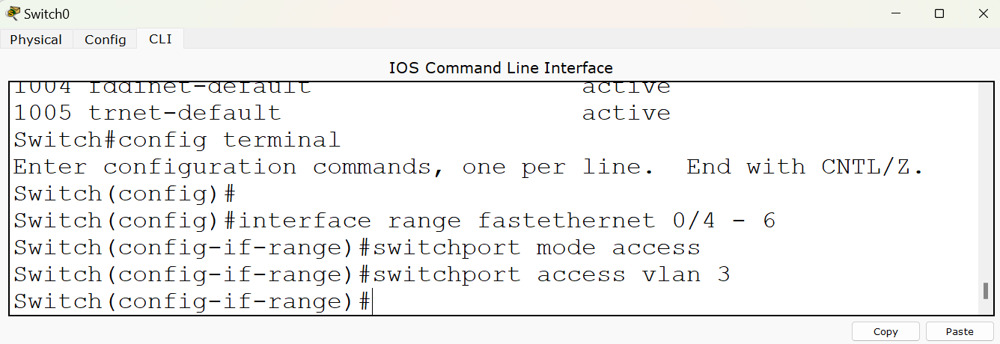 Switch0
Physical Config CLI
IOS Command Line Interface
1004 fddinet-default active
1005 trnet-default active
Switch#config terminal
Enter configuration commands, one per line.  End with CNTL/Z.
Switch(config)#
Switch(config)#interface range fastethernet 0/4 - 6
Switch(config-if-range)#switchport mode access
Switch(config-if-range)#switchport access vlan 3
Switch(config-if-range)#
Copy Paste